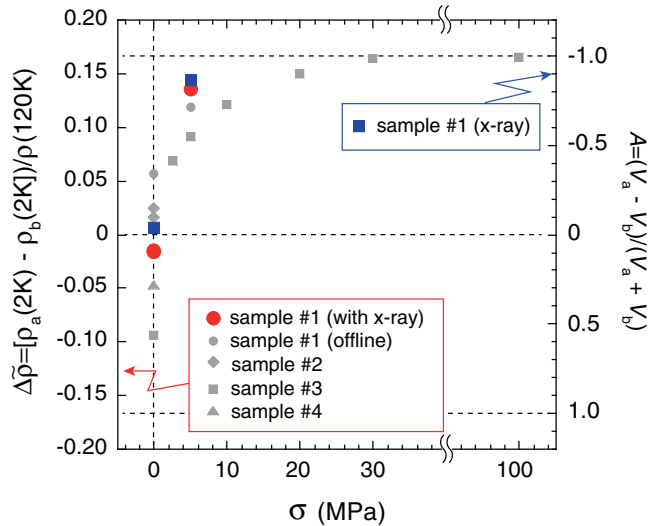 Δρ̃=[ρa(2K) - ρb(2K])/ρ(120K)
0.20
0.15
0.10
0.05
0
-0.05
-0.10
-0.15
-0.20
0
10
20
30
100
σ (MPa)
-1.0
-0.5
0
0.5
1.0
A=(Va - Vb)/(Va + Vb)
sample #1 (x-ray)
sample #1 (with x-ray)
sample #1 (offline)
sample #2
sample #3
sample #4